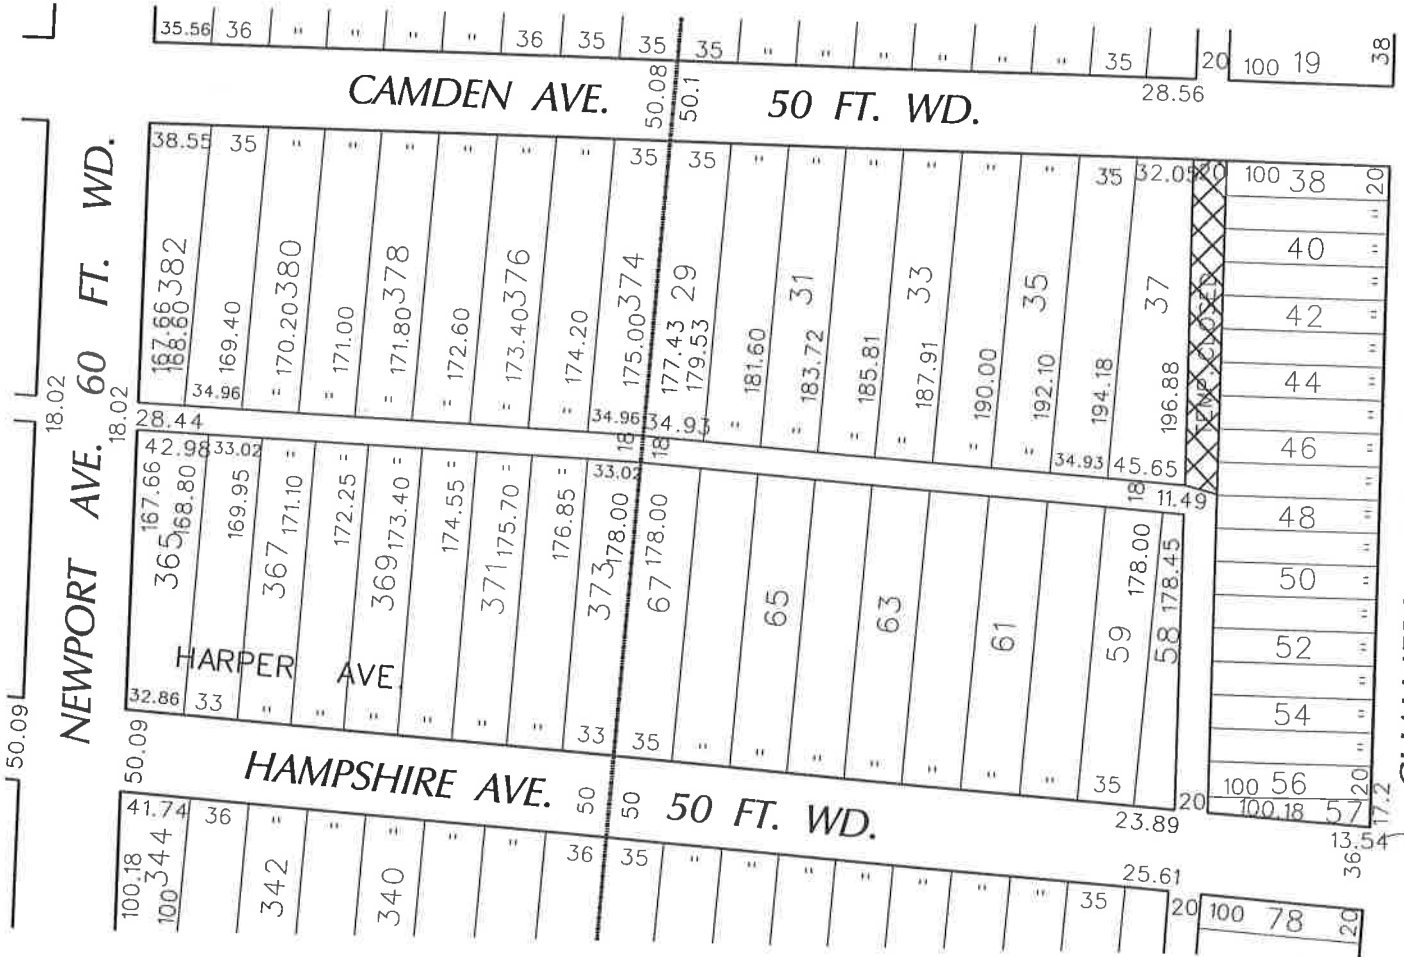 35.56 36 " " " " 36 35 35 35 " " " " " " 35 20 100 19 38
28.56
CAMDEN AVE. 50.08 50.1 50 FT. WD.
NEWPORT AVE. 60 FT. WD.
38.55 35 " " " " " " 35 35 " " " " " " 35 32.05 20
167.66 168.60 382 169.40 170.20 380 171.00 171.80 378 172.60 173.40 376 174.20 175.00 374 177.43 179.53 29 181.60 183.72 31 185.81 187.91 33 190.00 192.10 35 194.18 196.88 37
TEMP. CLOSED
34.96 " " " " " " 34.96 34.93 " " " " " " 34.93 45.65
18.02 18.02
28.44
18 18 18 11.49
42.98 33.02 " " " " " " 33.02
167.66 168.80 365 169.95 171.10 367 172.25 173.40 369 174.55 175.70 371 176.85 178.00 373 178.00 67 65 63 61 59 178.00 58 178.45
HARPER AVE.
32.86 33 " " " " " " 33 35 " " " " " " " 35 20
23.89
50.09 50.09
HAMPSHIRE AVE. 50 50 50 FT. WD.
41.74 36 " " " " " 36 35 " " " " " " " 35 20
25.61
100.18 100 344 342 340
100 38 20
"
40 "
"
42 "
"
44 "
"
46 "
"
48 "
"
50 "
"
52 "
"
54 "
"
100 56 20
100.18 57 17.2
13.54
36
100 78 20